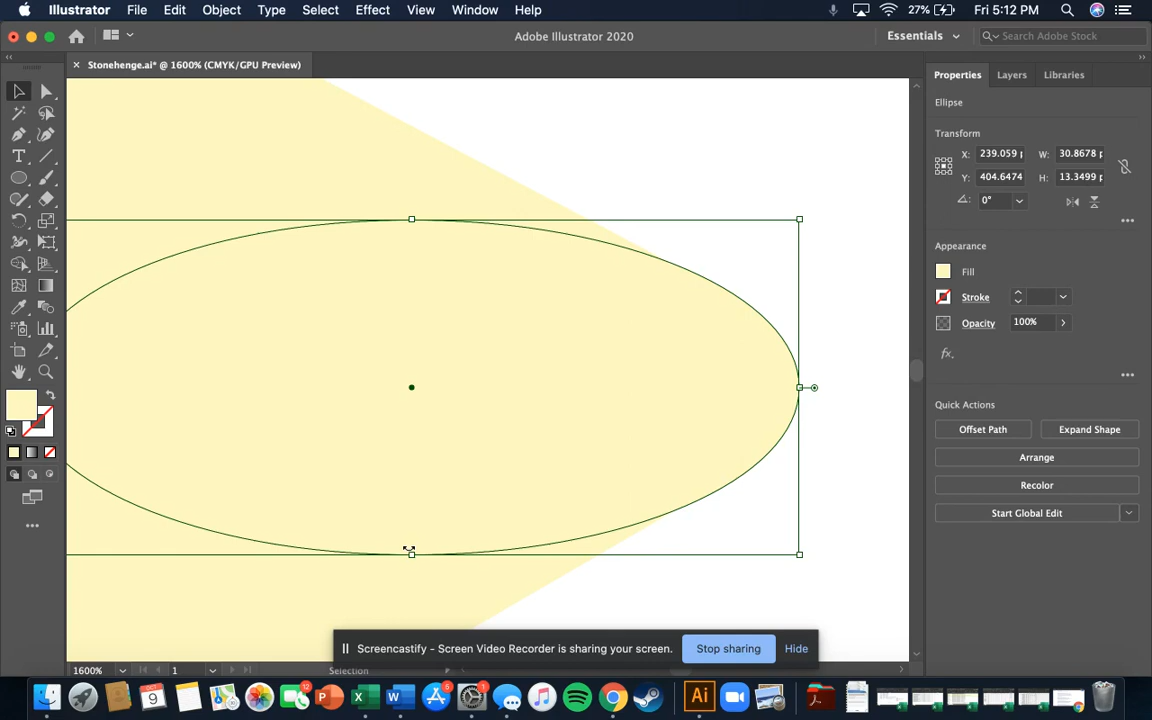 Illustrator File Edit Object Type Select Effect View Window Help 27% Fri 5:12 PM
Adobe Illustrator 2020 Essentials Search Adobe Stock
Stonehenge.ai* @ 1600% (CMYK/GPU Preview)
Properties Layers Libraries
Ellipse
Transform
X: 239.059 p W: 30.8678 p
Y: 404.6474 H: 13.3499 p
0°
Appearance
Fill
Stroke
Opacity 100%
fx.
Quick Actions
Offset Path Expand Shape
Arrange
Recolor
Start Global Edit
Screencastify - Screen Video Recorder is sharing your screen. Stop sharing Hide
1600% 1 Selection